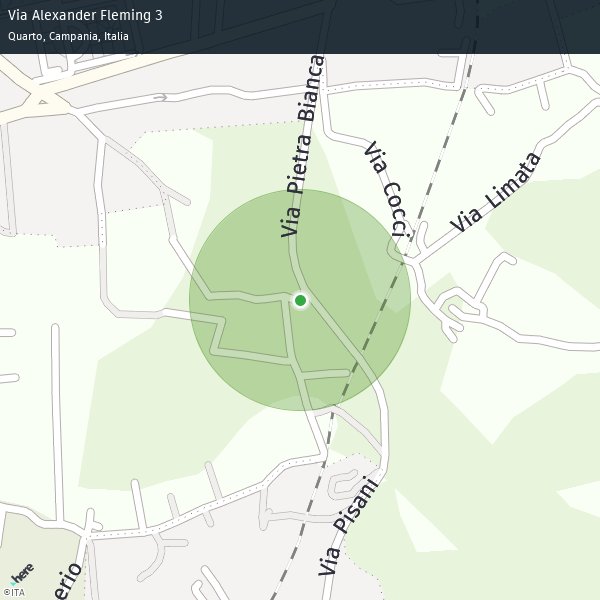 Via Alexander Fleming 3
Quarto, Campania, Italia
Via Pietra Bianca
Via Cocci
Via Limata
Via Pisani
erio
here
©ITA